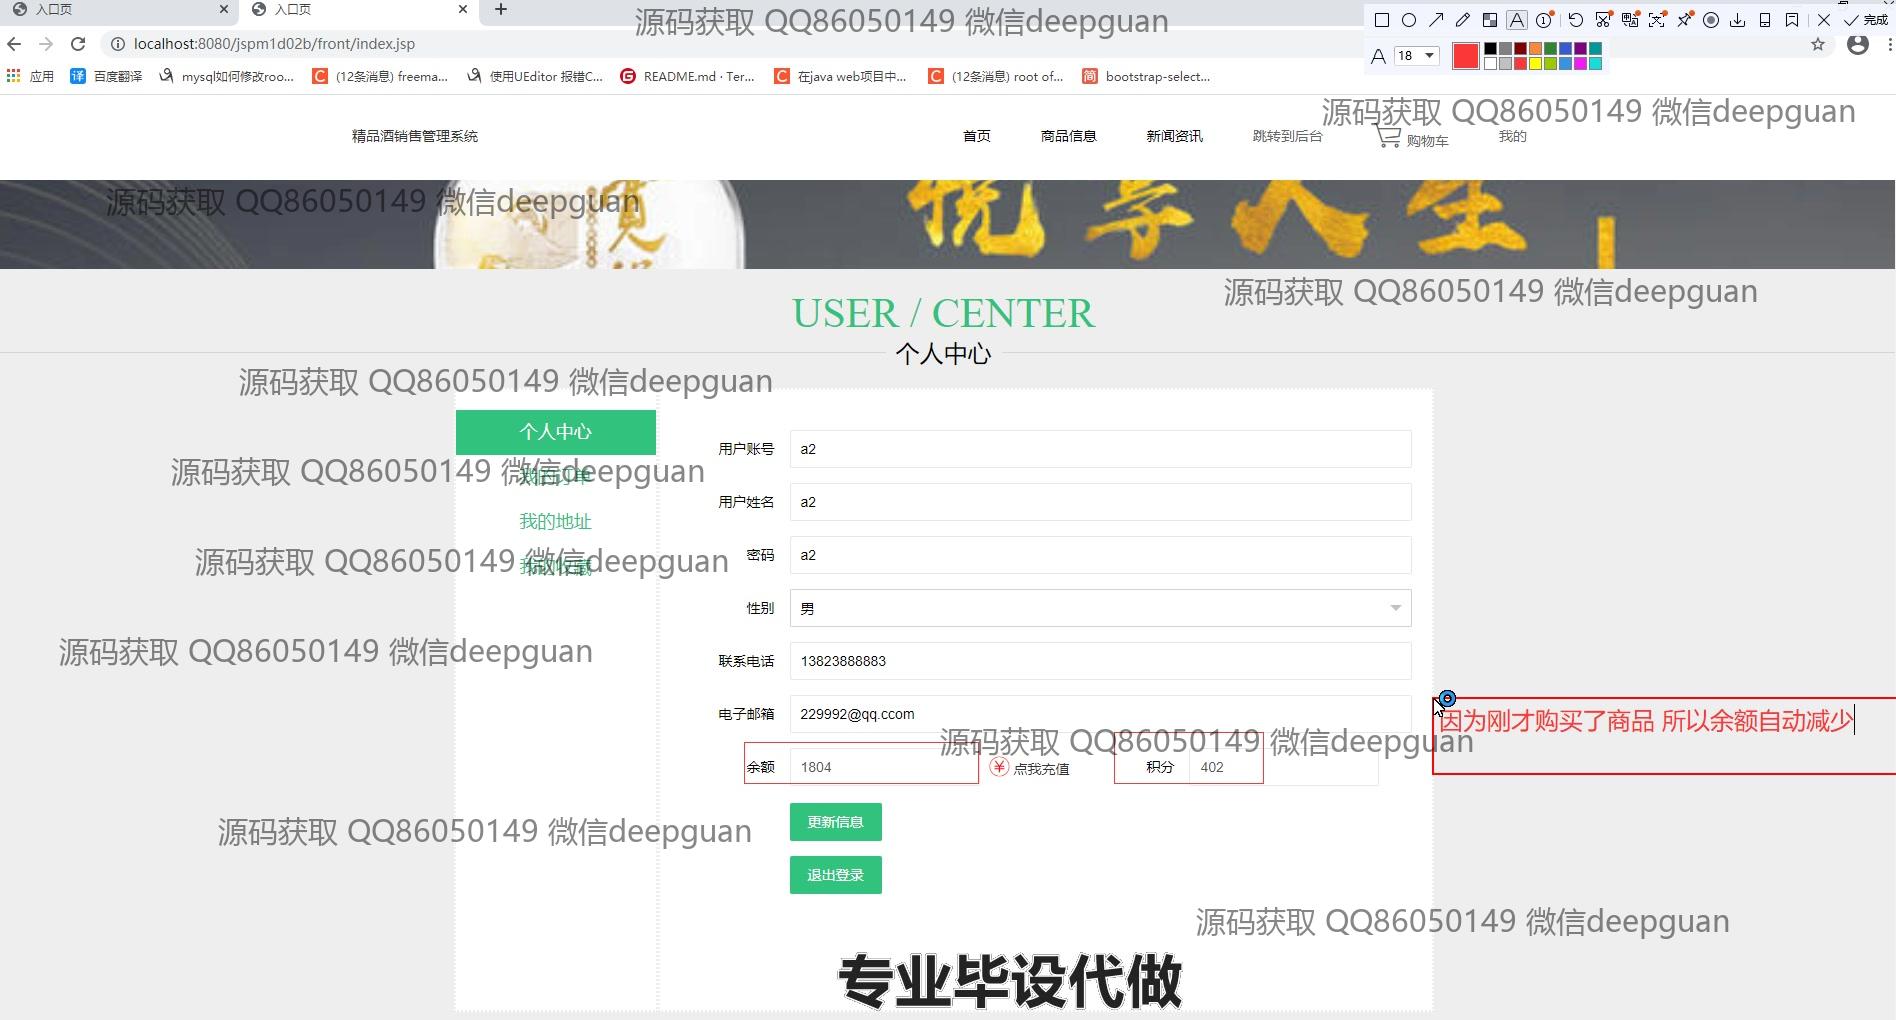 入口页
入口页
源码获取 QQ86050149 微信deepguan
完成
localhost:8080/jspm1d02b/front/index.jsp
A 18
应用
百度翻译
mysql如何修改roo...
(12条消息) freema...
使用UEditor 报错C...
README.md · Ter...
在java web项目中...
(12条消息) root of...
bootstrap-select...
源码获取 QQ86050149 微信deepguan
精品酒销售管理系统
首页
商品信息
新闻资讯
跳转到后台
购物车
我的
源码获取 QQ86050149 微信deepguan
悦享人生
源码获取 QQ86050149 微信deepguan
USER / CENTER
个人中心
源码获取 QQ86050149 微信deepguan
个人中心
用户账号 a2
源码获取 QQ86050149 微信deepguan
我的订单
用户姓名 a2
我的地址
密码 a2
源码获取 QQ86050149 微信deepguan
我的收藏
性别 男
源码获取 QQ86050149 微信deepguan
联系电话 13823888883
电子邮箱 229992@qq.ccom
因为刚才购买了商品 所以余额自动减少
源码获取 QQ86050149 微信deepguan
余额 1804
点我充值
积分 402
更新信息
源码获取 QQ86050149 微信deepguan
退出登录
源码获取 QQ86050149 微信deepguan
专业毕设代做